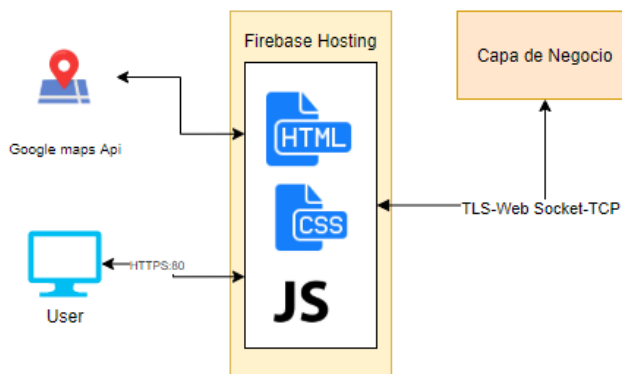 Firebase Hosting
Capa de Negocio
Google maps Api
HTML
CSS
TLS-Web Socket-TCP
HTTPS:80
User
JS